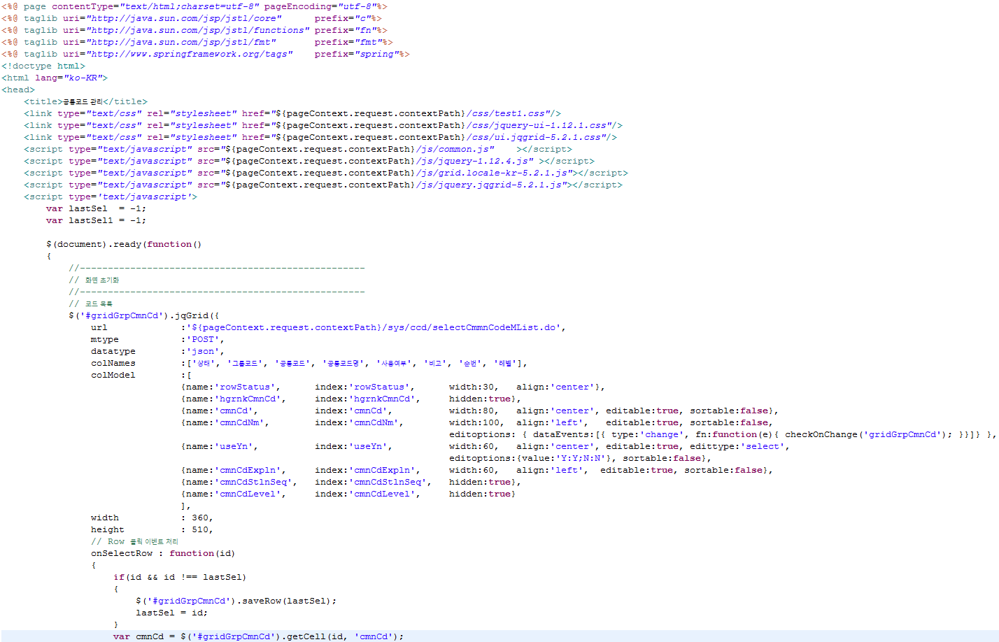 <%@ page contentType="text/html;charset=utf-8" pageEncoding="utf-8"%>
<%@ taglib uri="http://java.sun.com/jsp/jstl/core"      prefix="c"%>
<%@ taglib uri="http://java.sun.com/jsp/jstl/functions" prefix="fn"%>
<%@ taglib uri="http://java.sun.com/jsp/jstl/fmt"       prefix="fmt"%>
<%@ taglib uri="http://www.springframework.org/tags"    prefix="spring"%>
<!doctype html>
<html lang="ko-KR">
<head>
    <title>공통코드 관리</title>
    <link type="text/css" rel="stylesheet" href="${pageContext.request.contextPath}/css/test1.css"/>
    <link type="text/css" rel="stylesheet" href="${pageContext.request.contextPath}/css/jquery-ui-1.12.1.css"/>
    <link type="text/css" rel="stylesheet" href="${pageContext.request.contextPath}/css/ui.jqgrid-5.2.1.css"/>
    <script type="text/javascript" src="${pageContext.request.contextPath}/js/common.js"    ></script>
    <script type="text/javascript" src="${pageContext.request.contextPath}/js/jquery-1.12.4.js" ></script>
    <script type="text/javascript" src="${pageContext.request.contextPath}/js/grid.locale-kr-5.2.1.js"></script>
    <script type="text/javascript" src="${pageContext.request.contextPath}/js/jquery.jqgrid-5.2.1.js"></script>
    <script type='text/javascript'>
        var lastSel  = -1;
        var lastSel1 = -1;

        $(document).ready(function()
        {
            //---------------------------------------------------
            // 화면 초기화
            //---------------------------------------------------
            // 코드 목록
            $('#gridGrpCmnCd').jqGrid({
                url             :'${pageContext.request.contextPath}/sys/ccd/selectCmmnCodeMList.do',
                mtype           :'POST',
                datatype        :'json',
                colNames        :['상태', '그룹코드', '공통코드', '공통코드명', '사용여부', '비고', '순번', '레벨'],
                colModel        :[
                                {name:'rowStatus',      index:'rowStatus',      width:30,   align:'center'},
                                {name:'hgrnkCmnCd',     index:'hgrnkCmnCd',     hidden:true},
                                {name:'cmnCd',          index:'cmnCd',          width:80,   align:'center', editable:true, sortable:false},
                                {name:'cmnCdNm',        index:'cmnCdNm',        width:100,  align:'left',   editable:true, sortable:false,
                                                                                editoptions: { dataEvents:[{ type:'change', fn:function(e){ checkOnChange('gridGrpCmnCd'); }}]} },
                                {name:'useYn',          index:'useYn',          width:60,   align:'center', editable:true, edittype:'select',
                                                                                editoptions:{value:'Y:Y;N:N'}, sortable:false},
                                {name:'cmnCdExpln',     index:'cmnCdExpln',     width:60,   align:'left',  editable:true, sortable:false},
                                {name:'cmnCdStlnSeq',   index:'cmnCdStlnSeq',   hidden:true},
                                {name:'cmnCdLevel',     index:'cmnCdLevel',     hidden:true}
                                ],
                width           : 360,
                height          : 510,
                // Row 클릭 이벤트 처리
                onSelectRow : function(id)
                {
                    if(id && id !== lastSel)
                    {
                        $('#gridGrpCmnCd').saveRow(lastSel);
                        lastSel = id;
                    }
                    var cmnCd = $('#gridGrpCmnCd').getCell(id, 'cmnCd');